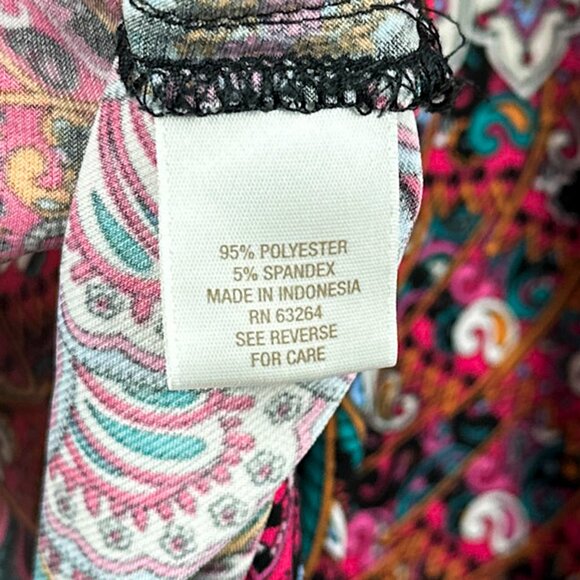 95% POLYESTER
5% SPANDEX
MADE IN INDONESIA
RN 63264
SEE REVERSE
FOR CARE